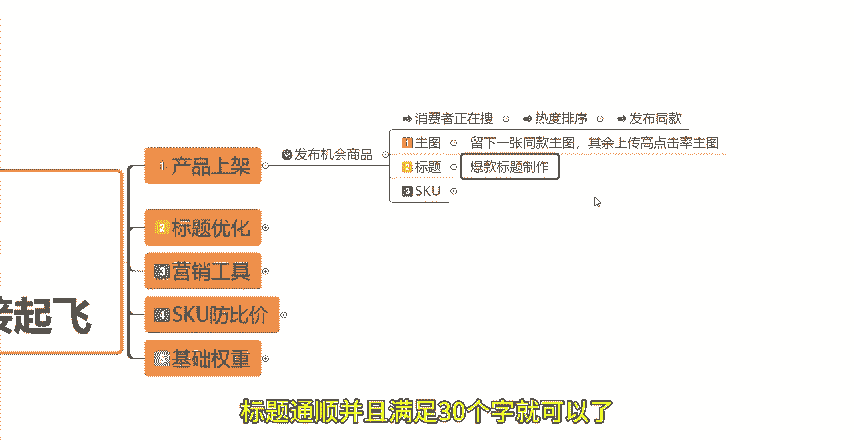 消费者正在搜 热度排序 发布同款
1 主图 留下一张同款主图，其余上传高点击率主图
发布机会商品
1 产品上架
2 标题 爆款标题制作
3 SKU
2 标题优化
3 营销工具
接起飞
4 SKU防比价
5 基础权重
标题通顺并且满足30个字就可以了